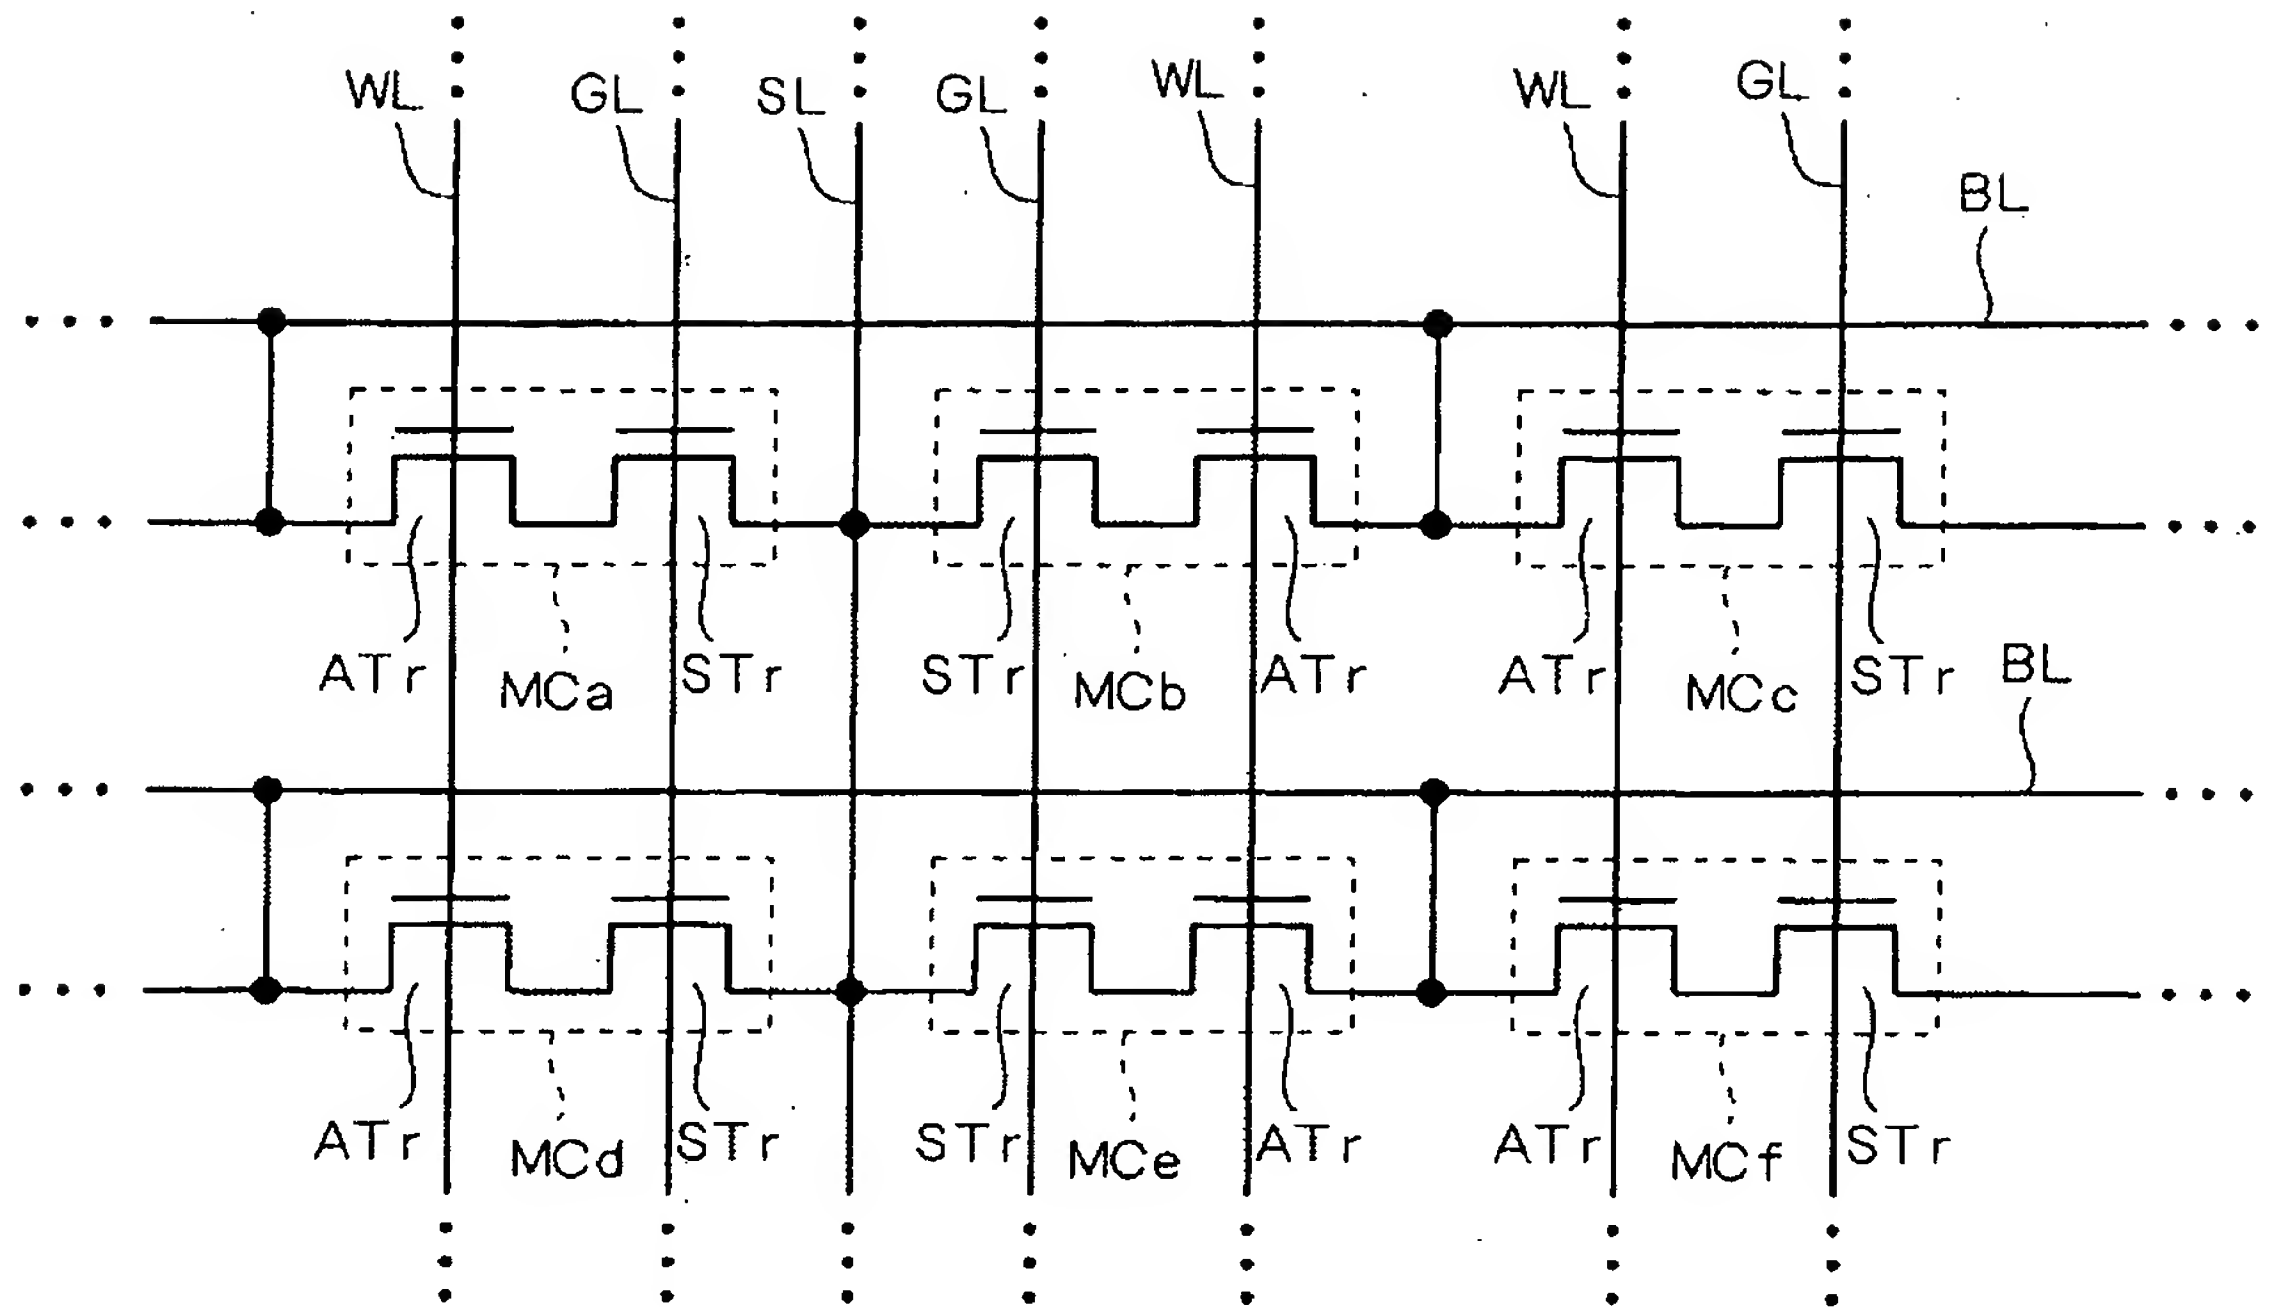 WL GL SL GL WL WL GL
BL
ATr MCa STr STr MCb ATr ATr MCc STr
BL
ATr MCd STr STr MCe ATr ATr MCf STr